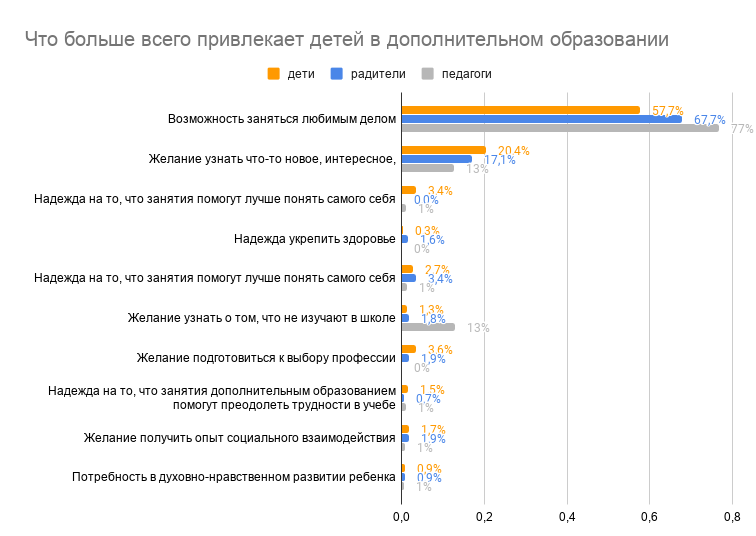 Что больше всего привлекает детей в дополнительном образовании
дети родители педагоги
Возможность заняться любимым делом
57,7%
67,7%
77%
Желание узнать что-то новое, интересное,
20,4%
17,1%
13%
Надежда на то, что занятия помогут лучше понять самого себя
3,4%
0,0%
1%
Надежда укрепить здоровье
0,3%
1,6%
0%
Надежда на то, что занятия помогут лучше понять самого себя
2,7%
3,4%
1%
Желание узнать о том, что не изучают в школе
1,3%
1,8%
13%
Желание подготовиться к выбору профессии
3,6%
1,9%
0%
Надежда на то, что занятия дополнительным образованием
помогут преодолеть трудности в учебе
1,5%
0,7%
1%
Желание получить опыт социального взаимодействия
1,7%
1,9%
1%
Потребность в духовно-нравственном развитии ребенка
0,9%
0,9%
1%
0,0 0,2 0,4 0,6 0,8